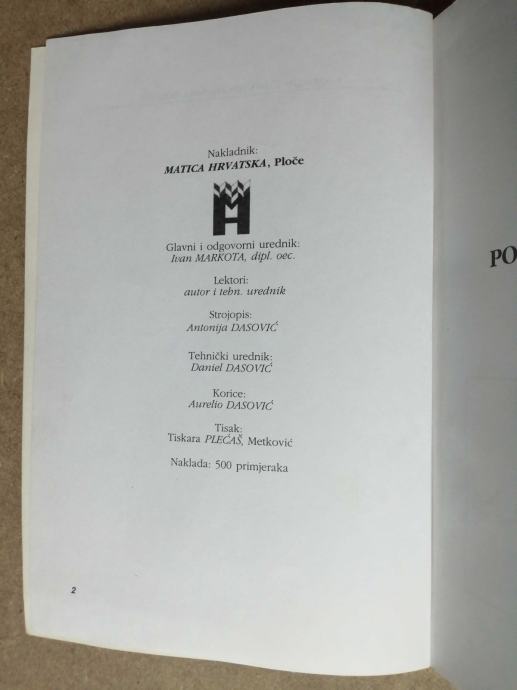 Nakladnik:
MATICA HRVATSKA, Ploče
MH
Glavni i odgovorni urednik:
Ivan MARKOTA, dipl. oec.
Lektori:
autor i tehn. urednik
Strojopis:
Antonija DASOVIĆ
Tehnički urednik:
Daniel DASOVIĆ
Korice:
Aurelio DASOVIĆ
Tisak:
Tiskara PLEĆAŠ, Metković
Naklada: 500 primjeraka
2
PO